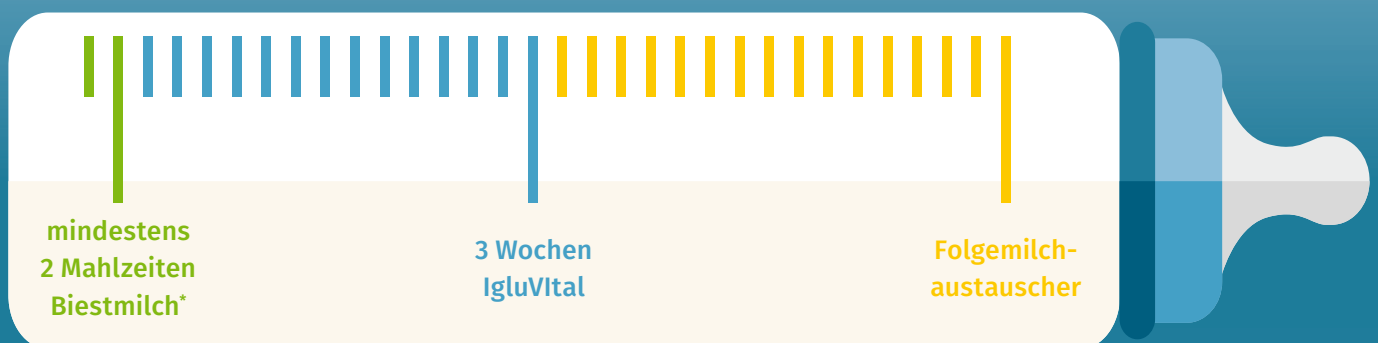 mindestens
2 Mahlzeiten
Biestmilch*
3 Wochen
IgluVItal
Folgemilch-
austauscher